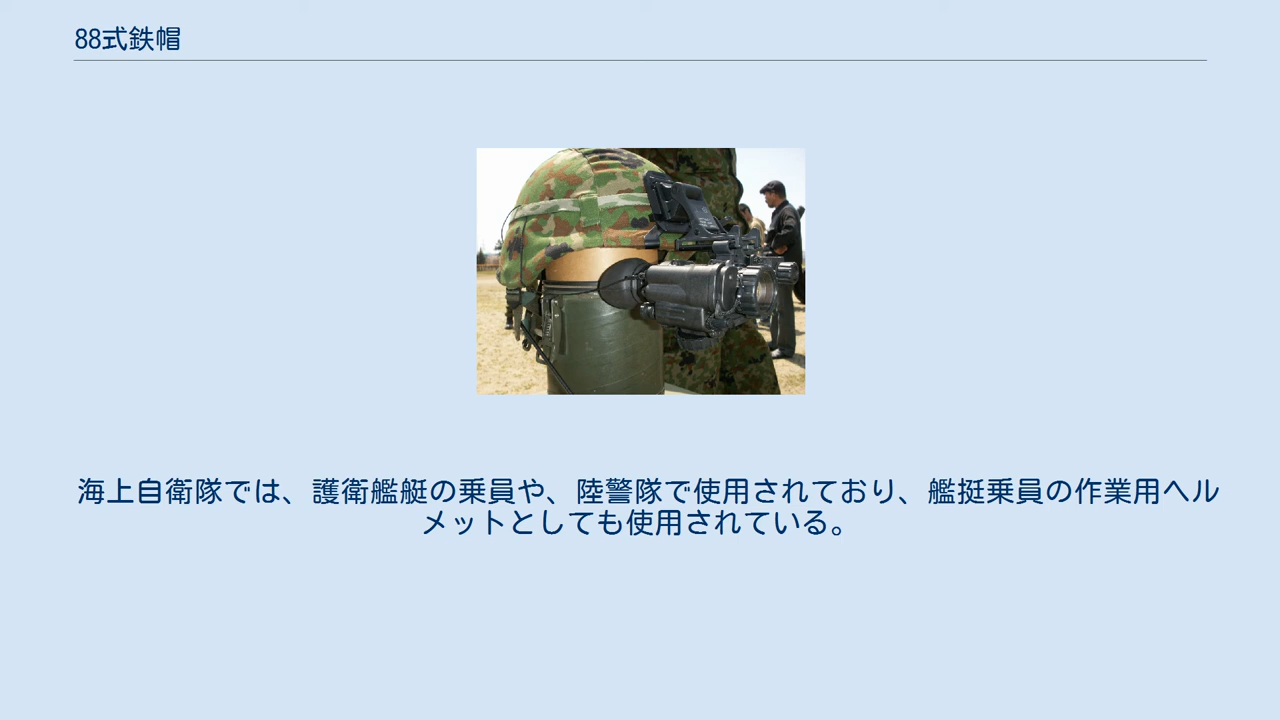 88式鉄帽
海上自衛隊では、護衛艦艇の乗員や、陸警隊で使用されており、艦挺乗員の作業用ヘル
メットとしても使用されている。